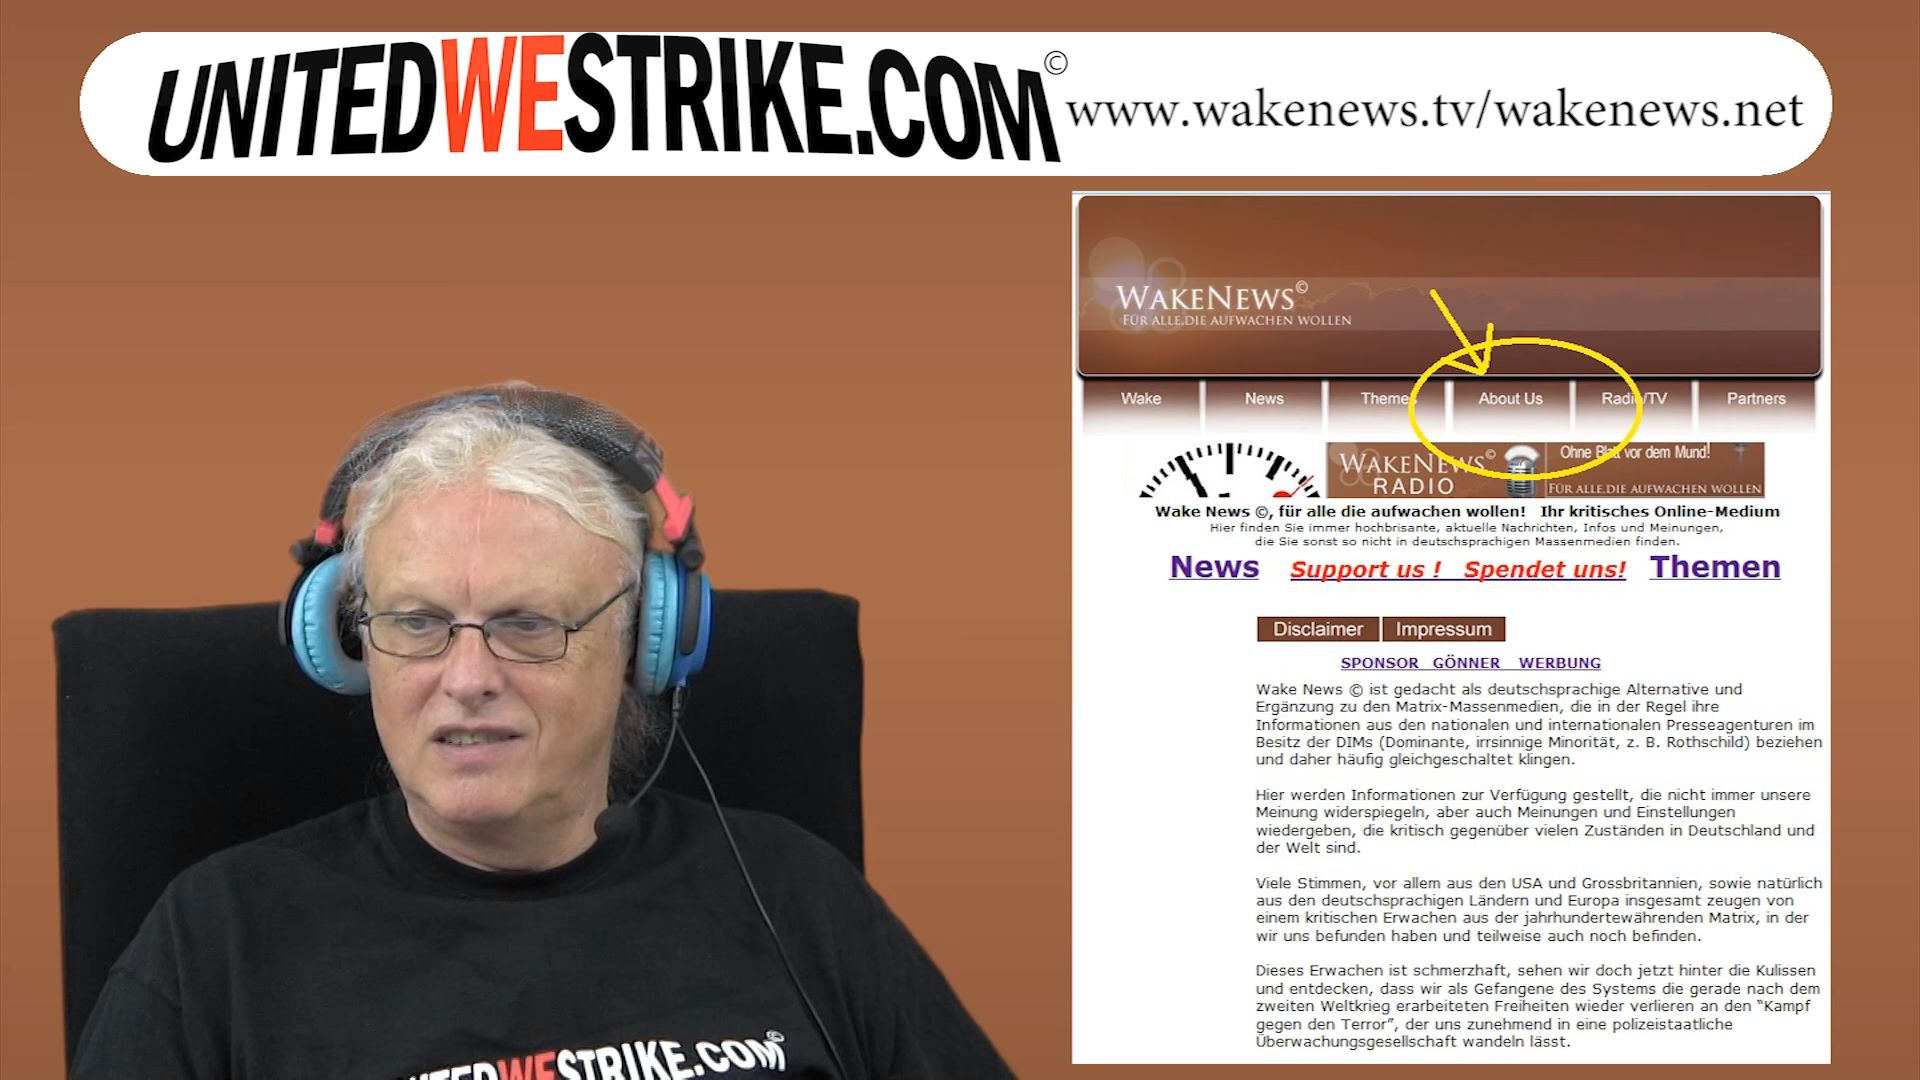 UNITEDWESTRIKE.COM©
www.wakenews.tv/wakenews.net
WAKENEWS©
FÜR ALLE,DIE AUFWACHEN WOLLEN
Wake News Themes About Us Radio/TV Partners
WAKENEWS© RADIO
Ohne Blatt vor dem Mund!
FÜR ALLE,DIE AUFWACHEN WOLLEN
Wake News ©, für alle die aufwachen wollen! Ihr kritisches Online-Medium
Hier finden Sie immer hochbrisante, aktuelle Nachrichten, Infos und Meinungen,
die Sie sonst so nicht in deutschsprachigen Massenmedien finden.
News Support us ! Spendet uns! Themen
Disclaimer Impressum
SPONSOR GÖNNER WERBUNG
Wake News © ist gedacht als deutschsprachige Alternative und
Ergänzung zu den Matrix-Massenmedien, die in der Regel ihre
Informationen aus den nationalen und internationalen Presseagenturen im
Besitz der DIMs (Dominante, irrsinnige Minorität, z. B. Rothschild) beziehen
und daher häufig gleichgeschaltet klingen.
Hier werden Informationen zur Verfügung gestellt, die nicht immer unsere
Meinung widerspiegeln, aber auch Meinungen und Einstellungen
wiedergeben, die kritisch gegenüber vielen Zuständen in Deutschland und
der Welt sind.
Viele Stimmen, vor allem aus den USA und Grossbritannien, sowie natürlich
aus den deutschsprachigen Ländern und Europa insgesamt zeugen von
einem kritischen Erwachen aus der jahrhundertewährenden Matrix, in der
wir uns befunden haben und teilweise auch noch befinden.
Dieses Erwachen ist schmerzhaft, sehen wir doch jetzt hinter die Kulissen
und entdecken, dass wir als Gefangene des Systems die gerade nach dem
zweiten Weltkrieg erarbeiteten Freiheiten wieder verlieren an den “Kampf
gegen den Terror”, der uns zunehmend in eine polizeistaatliche
Überwachungsgesellschaft wandeln lässt.
UNITEDWESTRIKE.COM©